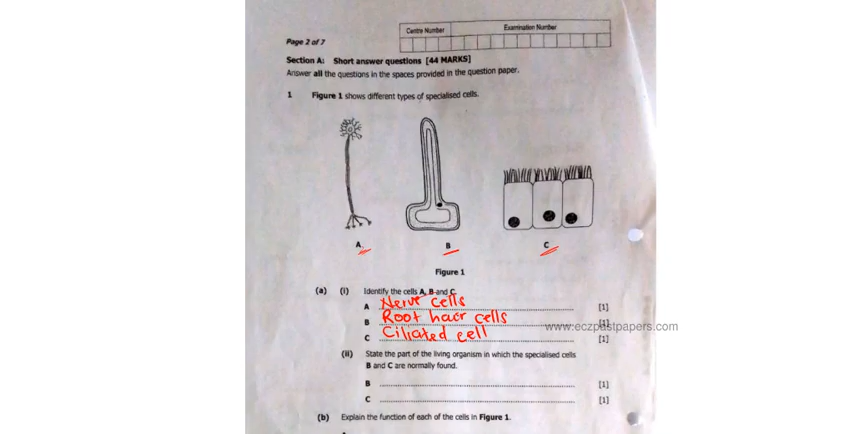 Centre Number Examination Number
Page 2 of 7
Section A: Short answer questions [44 MARKS]
Answer all the questions in the spaces provided in the question paper.
1 Figure 1 shows different types of specialised cells.
A B C
Figure 1
(a) (i) Identify the cells A, B and C.
A Nerve cells [1]
B Root hair cells [1]
www.eczpastpapers.com
C Ciliated cell [1]
(ii) State the part of the living organism in which the specialised cells
B and C are normally found.
B [1]
C [1]
(b) Explain the function of each of the cells in Figure 1.